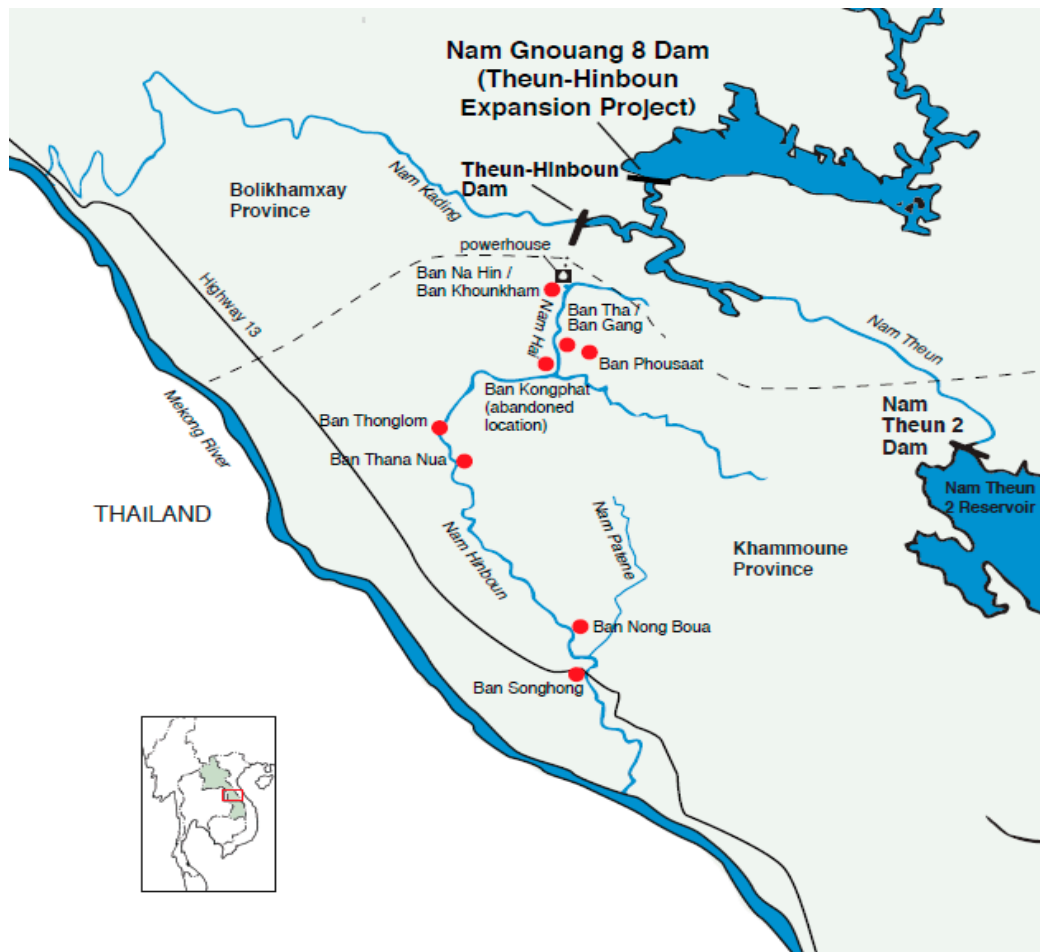 Nam Gnouang 8 Dam
(Theun-Hinboun
Expansion Project)
Theun-HInboun
Dam
Nam Kading
Bolikhamxay
Province
powerhouse
Ban Na Hin /
Ban Khounkham
Highway 13
Nam Hai
Ban Tha /
Ban Gang
Nam Theun
Ban Phousaat
Mekong River
Ban Kongphat
(abandoned
location)
Ban Thonglom
Nam
Theun 2
Dam
Ban Thana Nua
Nam Theun
2 Reservoir
THAILAND
Nam Patene
Nam Hinboun
Khammoune
Province
Ban Nong Boua
Ban Songhong